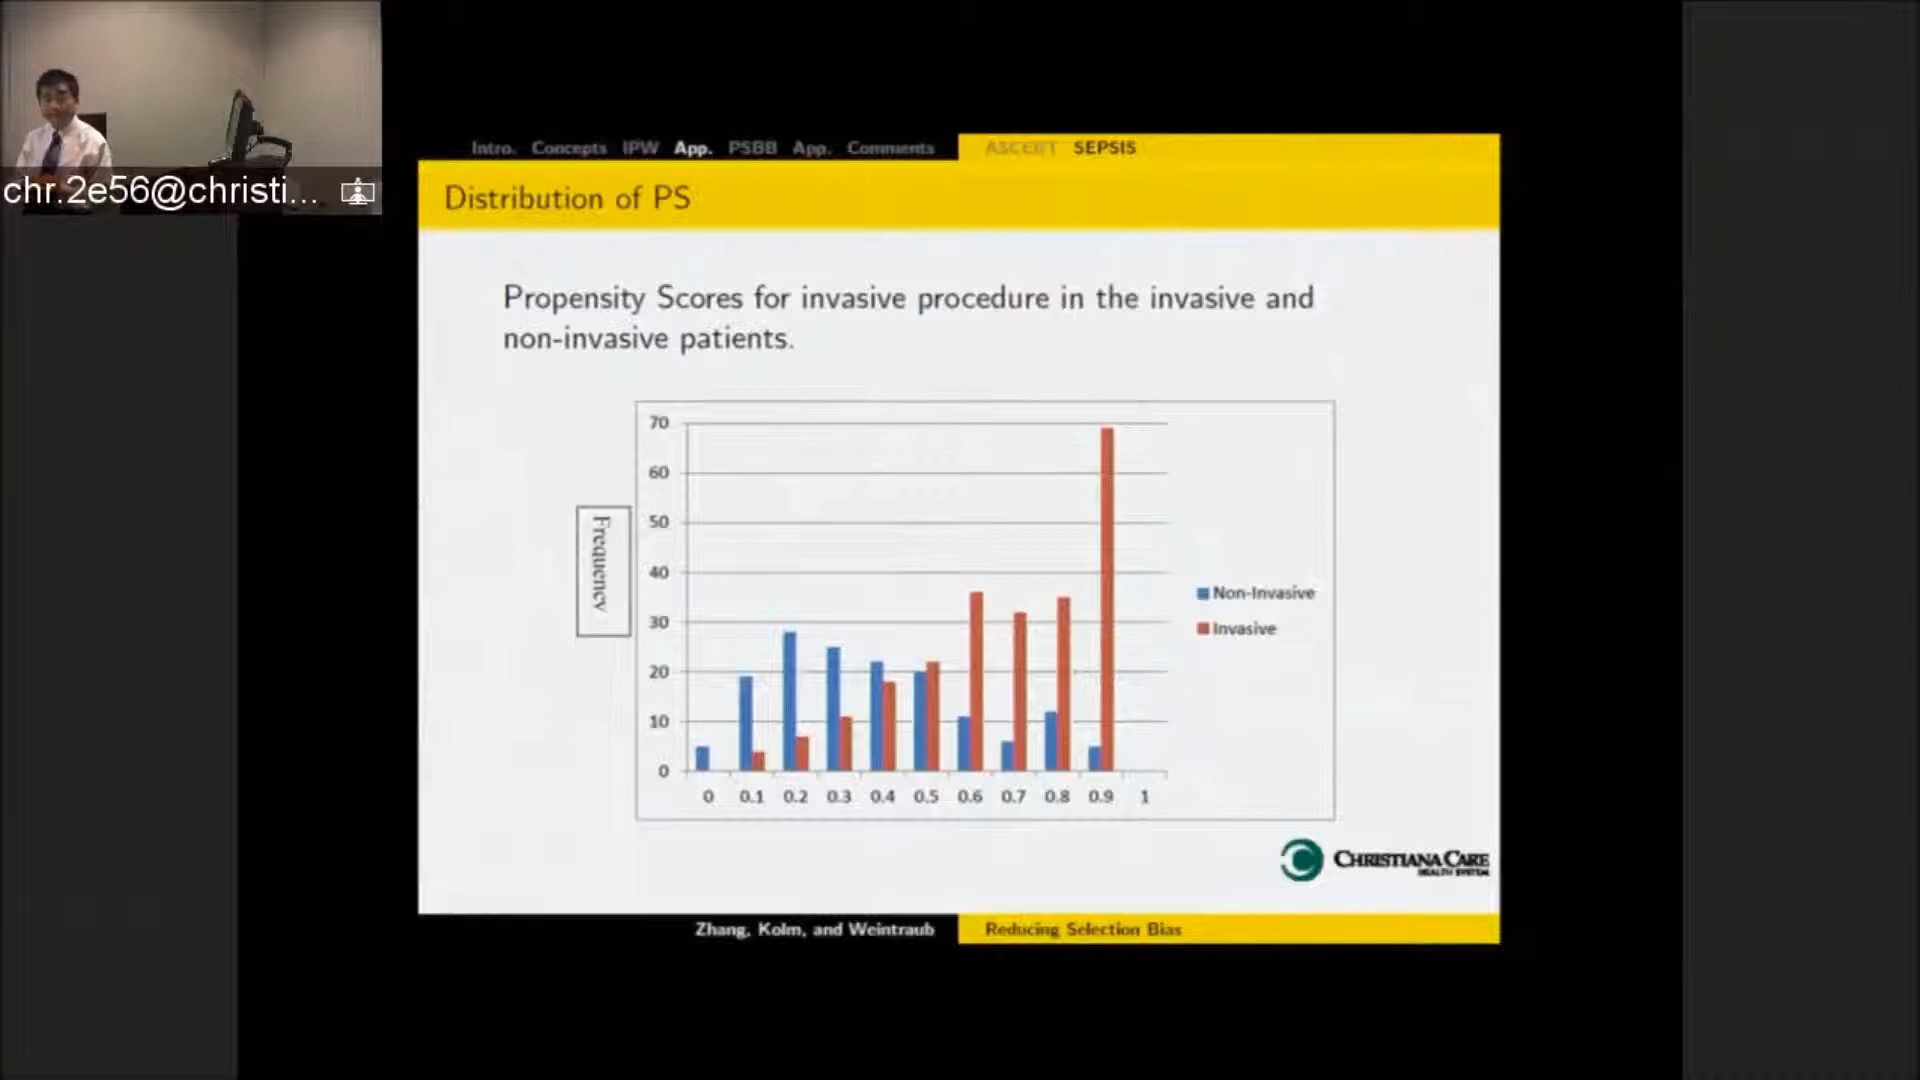 chr.2e56@christi...
Intro. Concepts IPW App. PSBB App. Comments ASCERT SEPSIS
Distribution of PS
Propensity Scores for invasive procedure in the invasive and
non-invasive patients.
Frequency
70
60
50
40
30
20
10
0
0 0.1 0.2 0.3 0.4 0.5 0.6 0.7 0.8 0.9 1
Non-Invasive
Invasive
CHRISTIANA CARE
HEALTH SYSTEM
Zhang, Kolm, and Weintraub Reducing Selection Bias